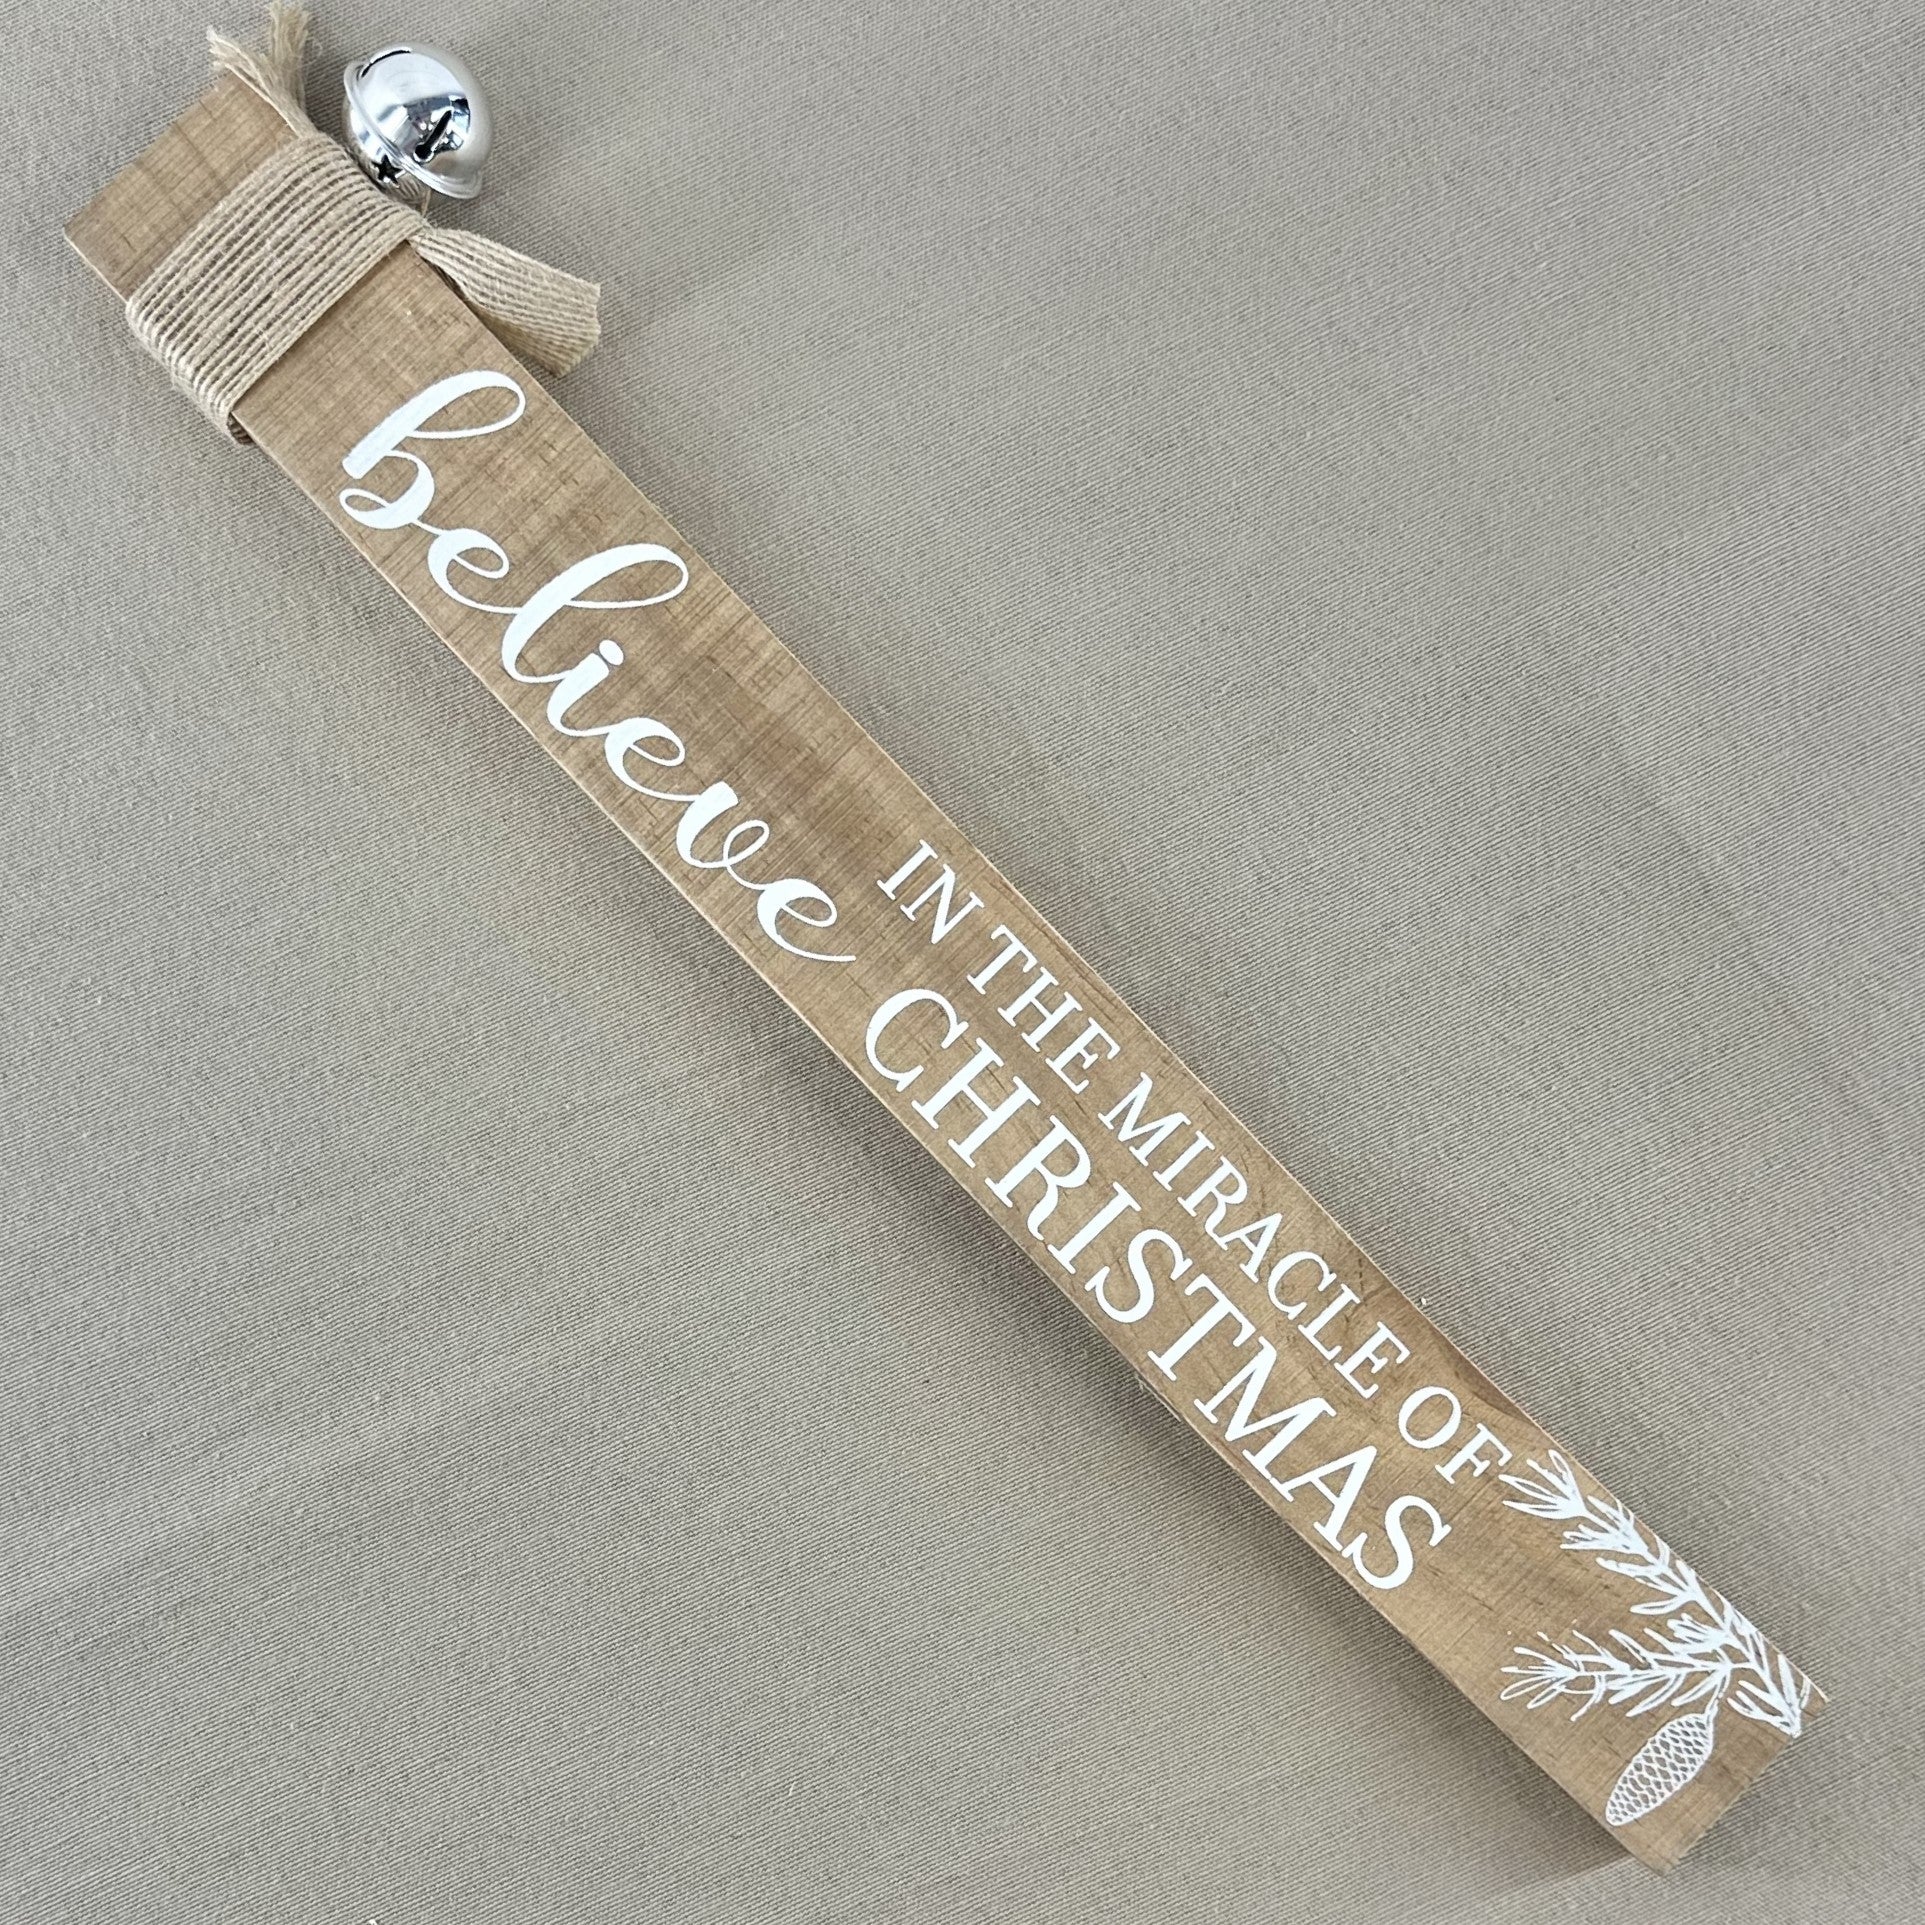 believe
IN THE MIRACLE OF
CHRISTMAS